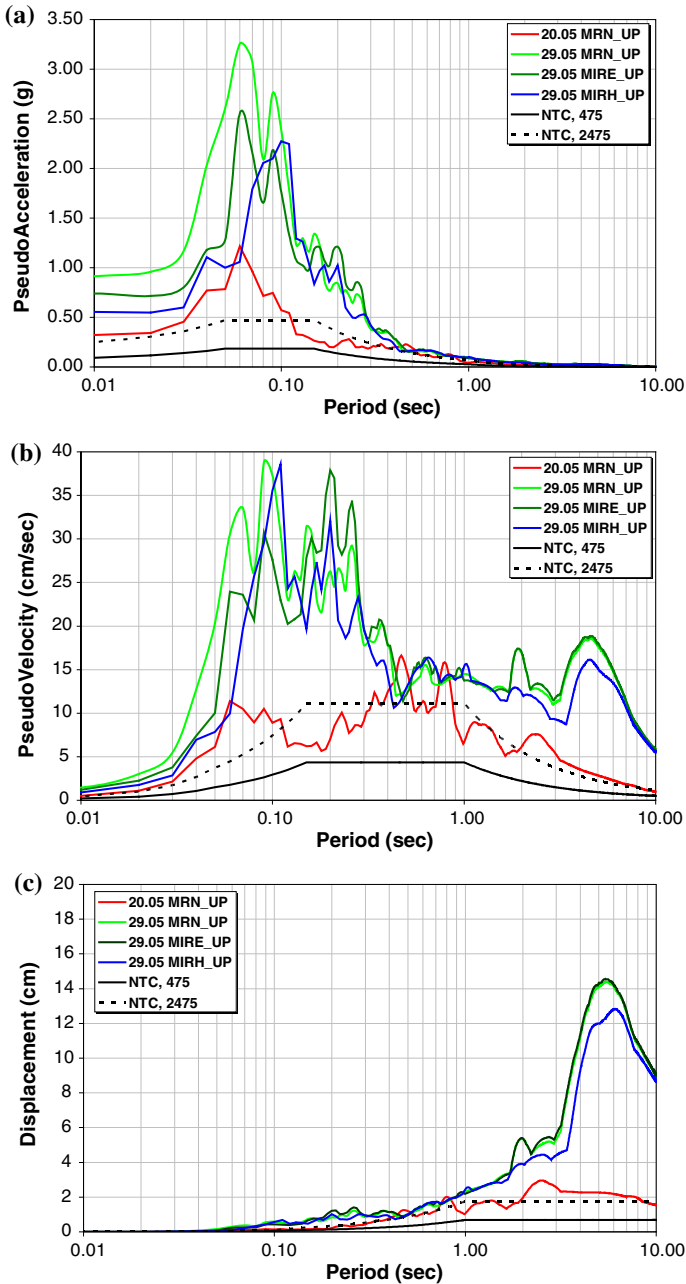 (a)
PseudoAcceleration (g)
3.50
3.00
2.50
2.00
1.50
1.00
0.50
0.00
0.01
0.10
1.00
10.00
Period (sec)
20.05 MRN_UP
29.05 MRN_UP
29.05 MIRE_UP
29.05 MIRH_UP
NTC, 475
NTC, 2475
(b)
PseudoVelocity (cm/sec)
40
35
30
25
20
15
10
5
0
0.01
0.10
1.00
10.00
Period (sec)
20.05 MRN_UP
29.05 MRN_UP
29.05 MIRE_UP
29.05 MIRH_UP
NTC, 475
NTC, 2475
(c)
Displacement (cm)
20
18
16
14
12
10
8
6
4
2
0
0.01
0.10
1.00
10.00
Period (sec)
20.05 MRN_UP
29.05 MRN_UP
29.05 MIRE_UP
29.05 MIRH_UP
NTC, 475
NTC, 2475